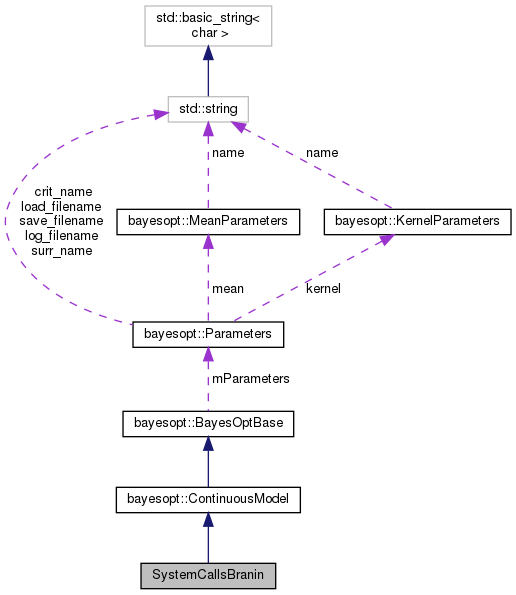 std::basic_string<
char >
std::string
name
name
crit_name
load_filename
save_filename
log_filename
surr_name
bayesopt::MeanParameters
bayesopt::KernelParameters
mean
kernel
bayesopt::Parameters
mParameters
bayesopt::BayesOptBase
bayesopt::ContinuousModel
SystemCallsBranin